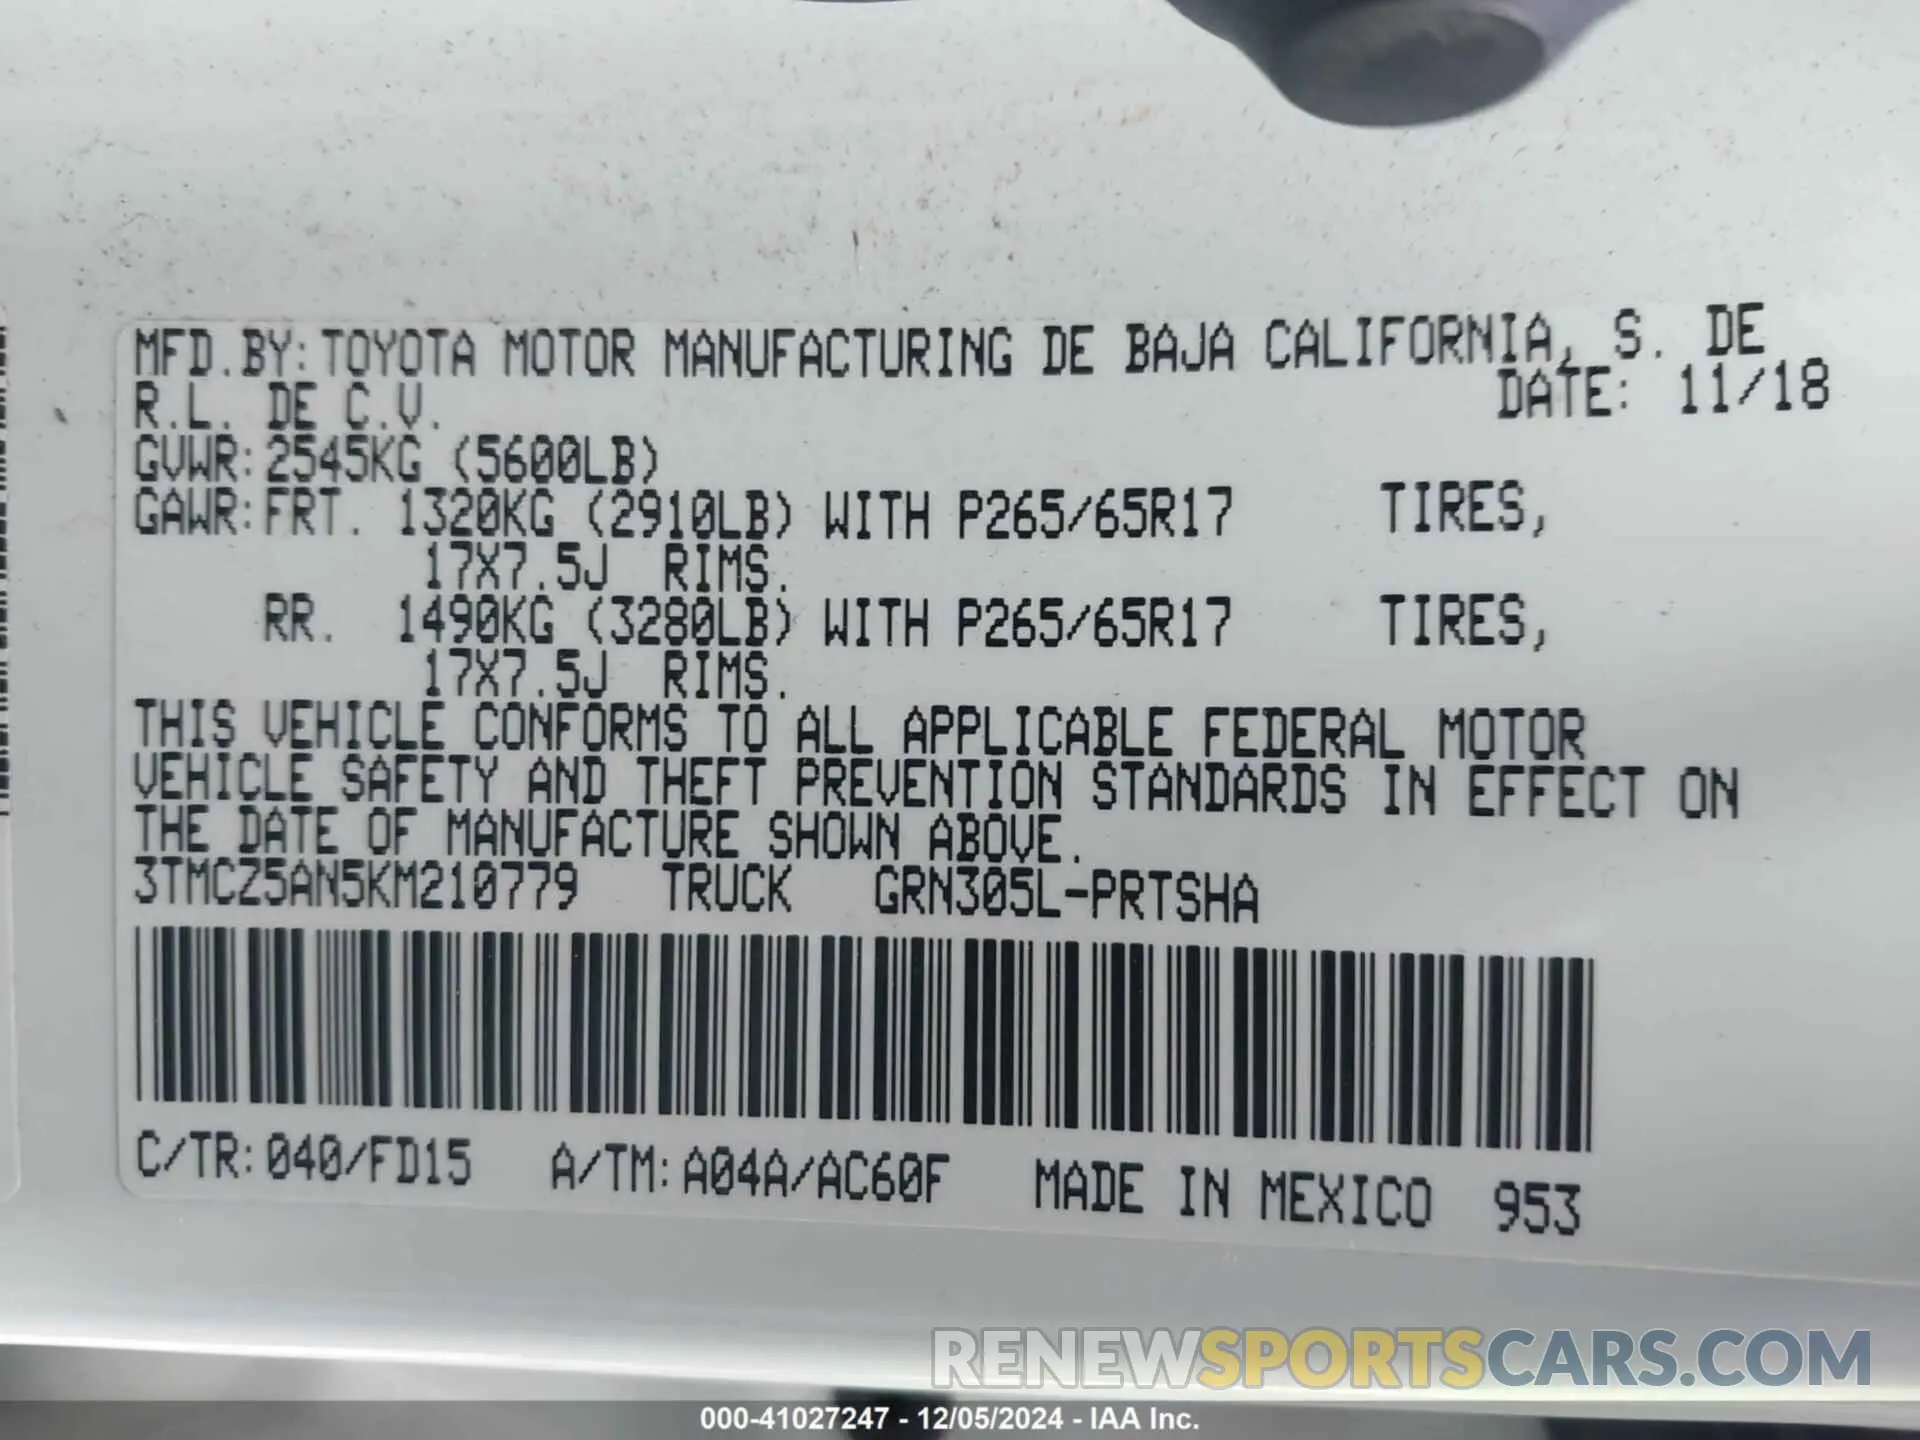 MFD.BY:TOYOTA MOTOR MANUFACTURING DE BAJA CALIFORNIA, S. DE
R.L. DE C.V. DATE: 11/18
GVWR:2545KG (5600LB)
GAWR:FRT. 1320KG (2910LB) WITH P265/65R17 TIRES,
17X7.5J RIMS.
RR. 1490KG (3280LB) WITH P265/65R17 TIRES,
17X7.5J RIMS.
THIS VEHICLE CONFORMS TO ALL APPLICABLE FEDERAL MOTOR
VEHICLE SAFETY AND THEFT PREVENTION STANDARDS IN EFFECT ON
THE DATE OF MANUFACTURE SHOWN ABOVE.
3TMCZ5AN5KM210779 TRUCK GRN305L-PRTSHA
C/TR:040/FD15 A/TM:A04A/AC60F MADE IN MEXICO 953
RENEWSPORTSCARS.COM
000-41027247 - 12/05/2024 - IAA Inc.